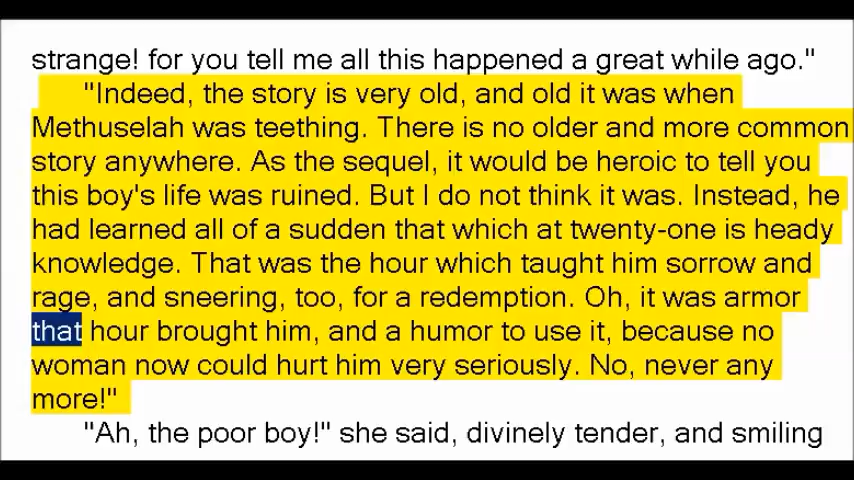 strange! for you tell me all this happened a great while ago."
"Indeed, the story is very old, and old it was when
Methuselah was teething. There is no older and more common
story anywhere. As the sequel, it would be heroic to tell you
this boy's life was ruined. But I do not think it was. Instead, he
had learned all of a sudden that which at twenty-one is heady
knowledge. That was the hour which taught him sorrow and
rage, and sneering, too, for a redemption. Oh, it was armor
that hour brought him, and a humor to use it, because no
woman now could hurt him very seriously. No, never any
more!"
"Ah, the poor boy!" she said, divinely tender, and smiling